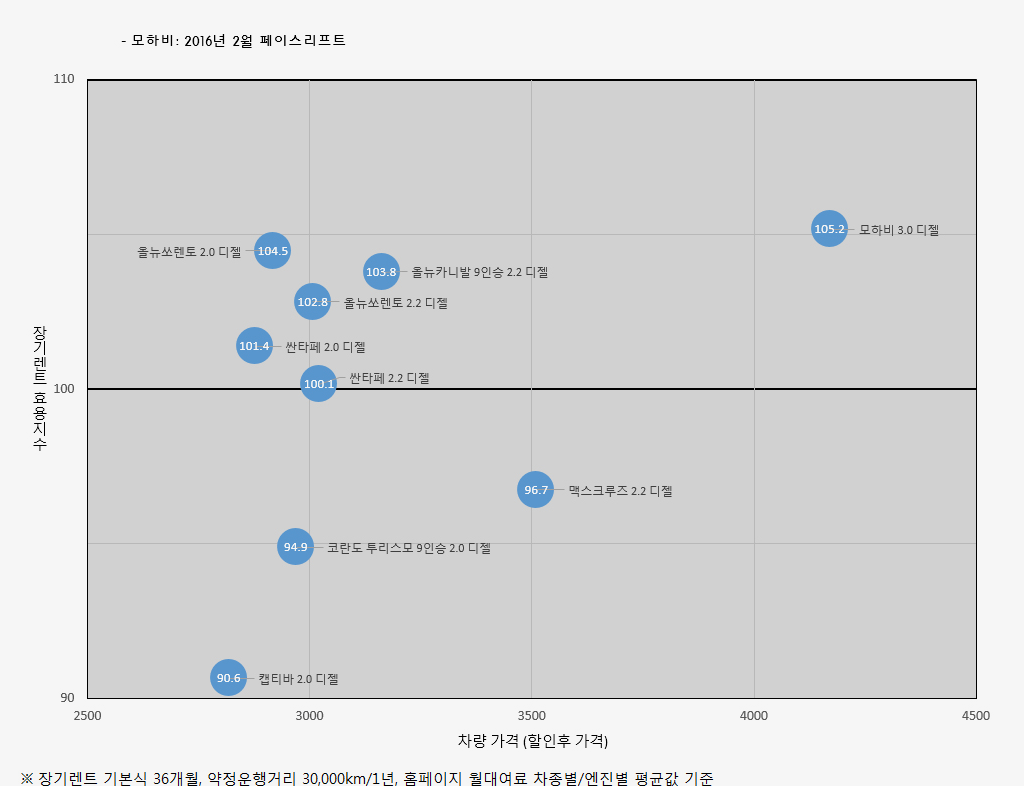 - 모하비: 2016년 2월 페이스리프트
110
105.2 모하비 3.0 디젤
올뉴쏘렌토 2.0 디젤 104.5
103.8 올뉴카니발 9인승 2.2 디젤
102.8 올뉴쏘렌토 2.2 디젤
101.4 싼타페 2.0 디젤
100.1 싼타페 2.2 디젤
장기렌트 효용지수
100
96.7 맥스크루즈 2.2 디젤
94.9 코란도 투리스모 9인승 2.0 디젤
90.6 캡티바 2.0 디젤
90
2500 3000 3500 4000 4500
차량 가격 (할인후 가격)
※ 장기렌트 기본식 36개월, 약정운행거리 30,000km/1년, 홈페이지 월대여료 차종별/엔진별 평균값 기준